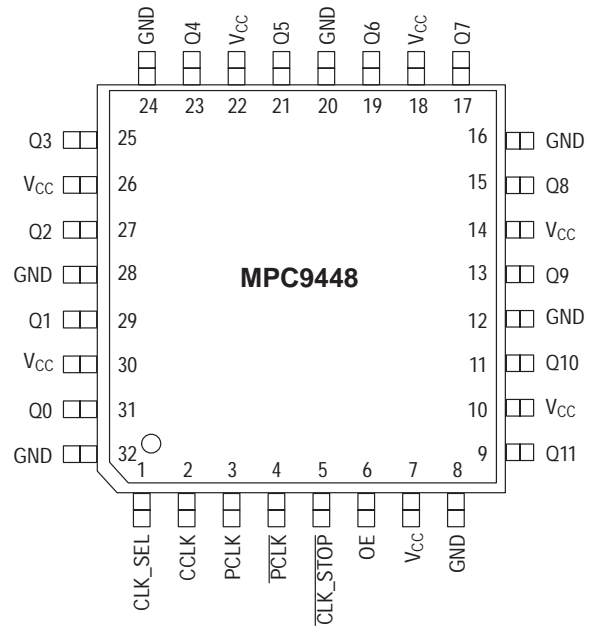 GND Q4 VCC Q5 GND Q6 VCC Q7
24 23 22 21 20 19 18 17
Q3 25 16 GND
VCC 26 15 Q8
Q2 27 14 VCC
GND 28 MPC9448 13 Q9
Q1 29 12 GND
VCC 30 11 Q10
Q0 31 10 VCC
GND 32 9 Q11
1 2 3 4 5 6 7 8
CLK_SEL CCLK PCLK P̅C̅L̅K̅ C̅L̅K̅_̅S̅T̅O̅P̅ OE VCC GND